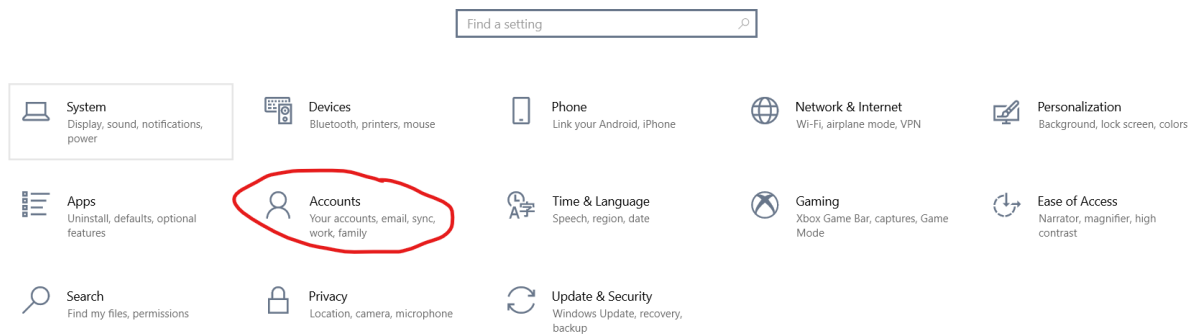 Find a setting
System
Display, sound, notifications,
power
Devices
Bluetooth, printers, mouse
Phone
Link your Android, iPhone
Network & Internet
Wi-Fi, airplane mode, VPN
Personalization
Background, lock screen, colors
Apps
Uninstall, defaults, optional
features
Accounts
Your accounts, email, sync,
work, family
Time & Language
Speech, region, date
Gaming
Xbox Game Bar, captures, Game
Mode
Ease of Access
Narrator, magnifier, high
contrast
Search
Find my files, permissions
Privacy
Location, camera, microphone
Update & Security
Windows Update, recovery,
backup